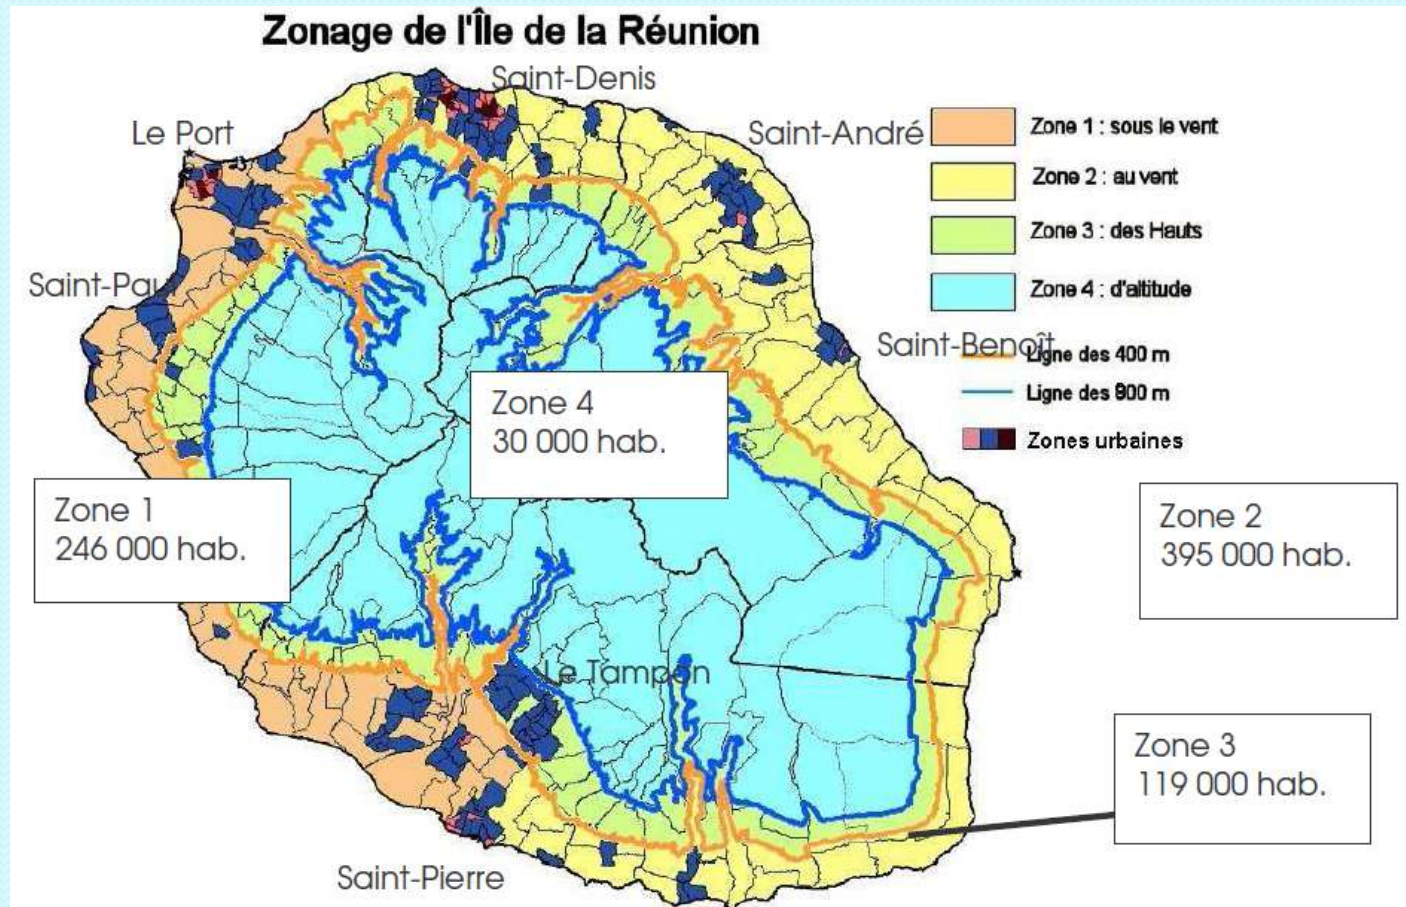 Zonage de l'Île de la Réunion
Saint-Denis
Le Port
Saint-André
Zone 1 : sous le vent
Zone 2 : au vent
Zone 3 : des Hauts
Zone 4 : d'altitude
Saint-Paul
Saint-Benoît
Ligne des 400 m
Ligne des 800 m
Zones urbaines
Zone 4
30 000 hab.
Zone 1
246 000 hab.
Zone 2
395 000 hab.
Le Tampon
Zone 3
119 000 hab.
Saint-Pierre